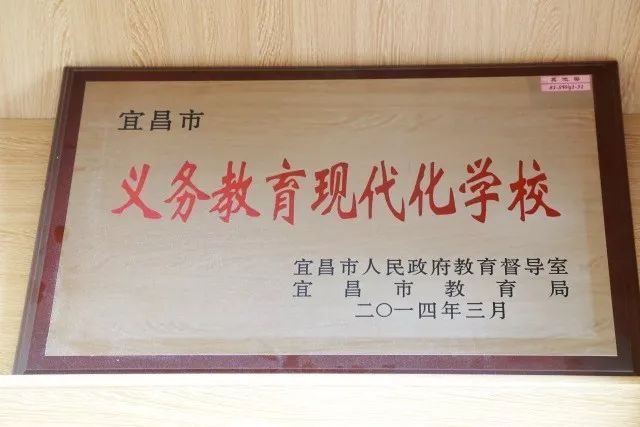 宜昌市
义务教育现代化学校
宜昌市人民政府教育督导室
宜昌市教育局
二〇一四年三月